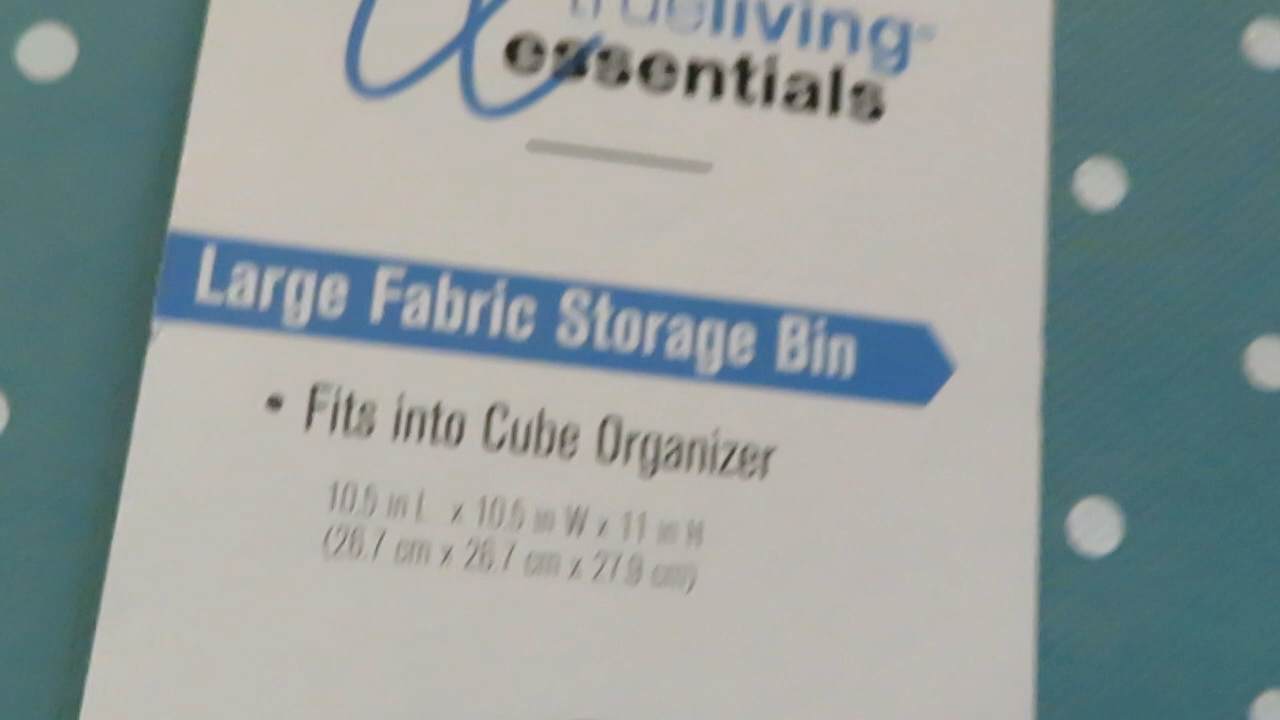 trueliving
essentials
Large Fabric Storage Bin
• Fits into Cube Organizer
10.5 in L x 10.5 in W x 11 in H
(26.7 cm x 26.7 cm x 27.9 cm)